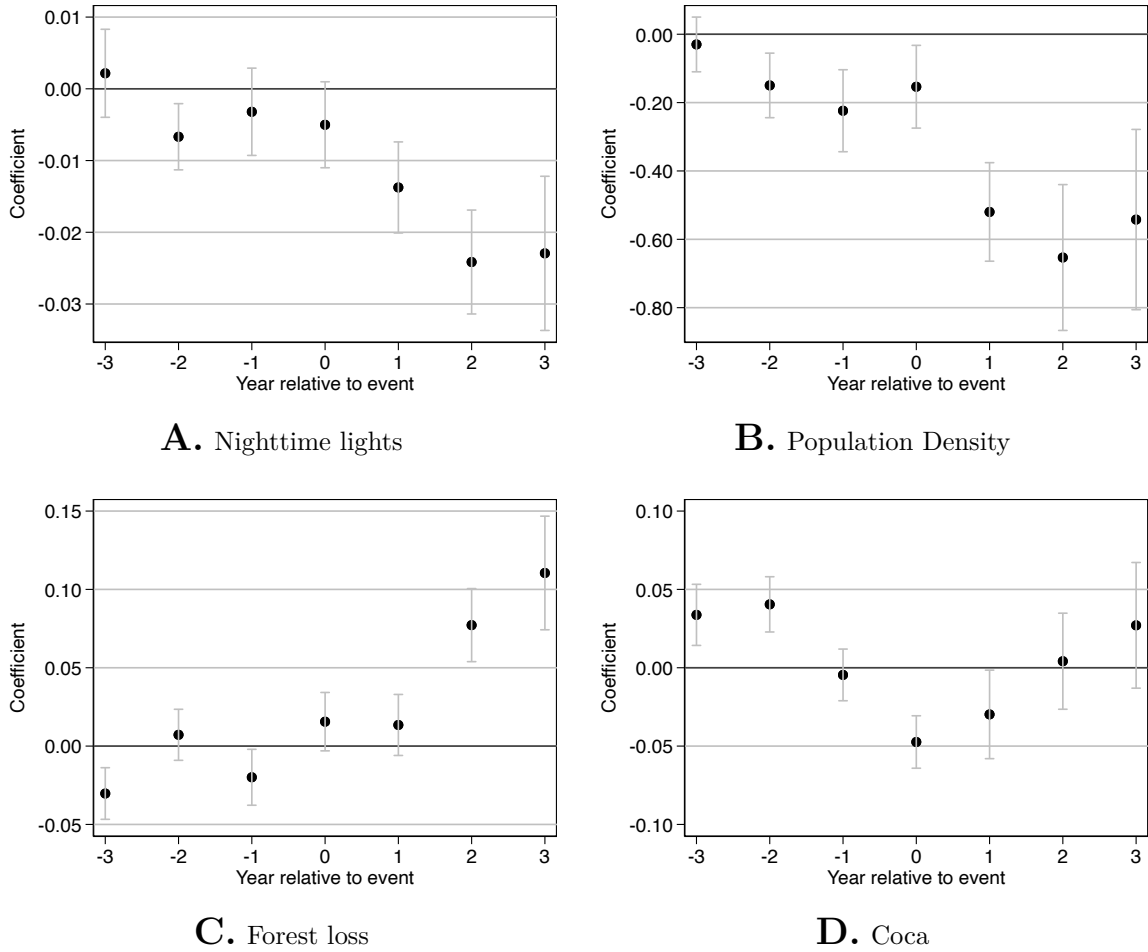 0.01
0.00
-0.01
-0.02
-0.03
Coefficient
-3 -2 -1 0 1 2 3
Year relative to event
A. Nighttime lights
0.00
-0.20
-0.40
-0.60
-0.80
Coefficient
-3 -2 -1 0 1 2 3
Year relative to event
B. Population Density
0.15
0.10
0.05
0.00
-0.05
Coefficient
-3 -2 -1 0 1 2 3
Year relative to event
C. Forest loss
0.10
0.05
0.00
-0.05
-0.10
Coefficient
-3 -2 -1 0 1 2 3
Year relative to event
D. Coca